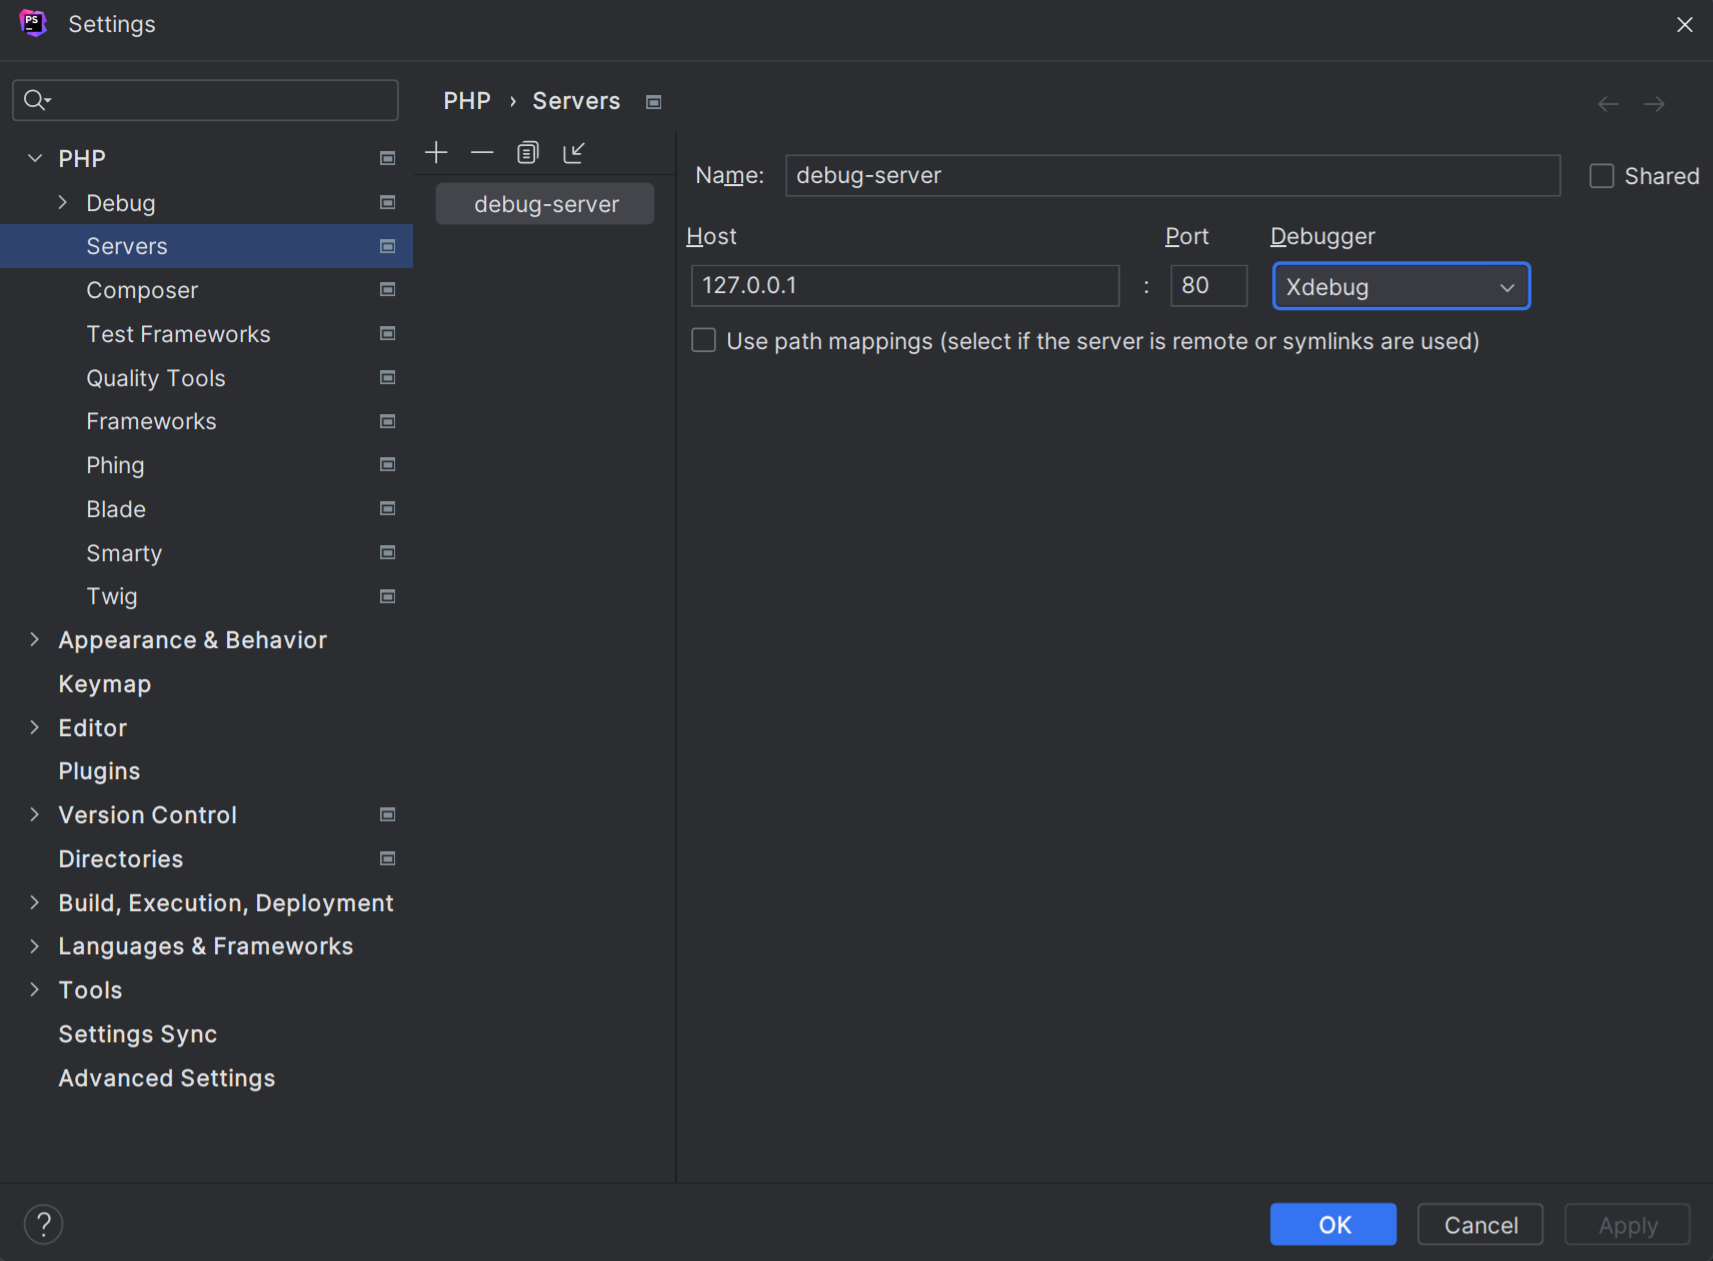 PS
Settings
PHP
Debug
Servers
Composer
Test Frameworks
Quality Tools
Frameworks
Phing
Blade
Smarty
Twig
Appearance & Behavior
Keymap
Editor
Plugins
Version Control
Directories
Build, Execution, Deployment
Languages & Frameworks
Tools
Settings Sync
Advanced Settings
PHP › Servers
debug-server
Name: debug-server Shared
Host Port Debugger
127.0.0.1 : 80 Xdebug
Use path mappings (select if the server is remote or symlinks are used)
? OK Cancel Apply